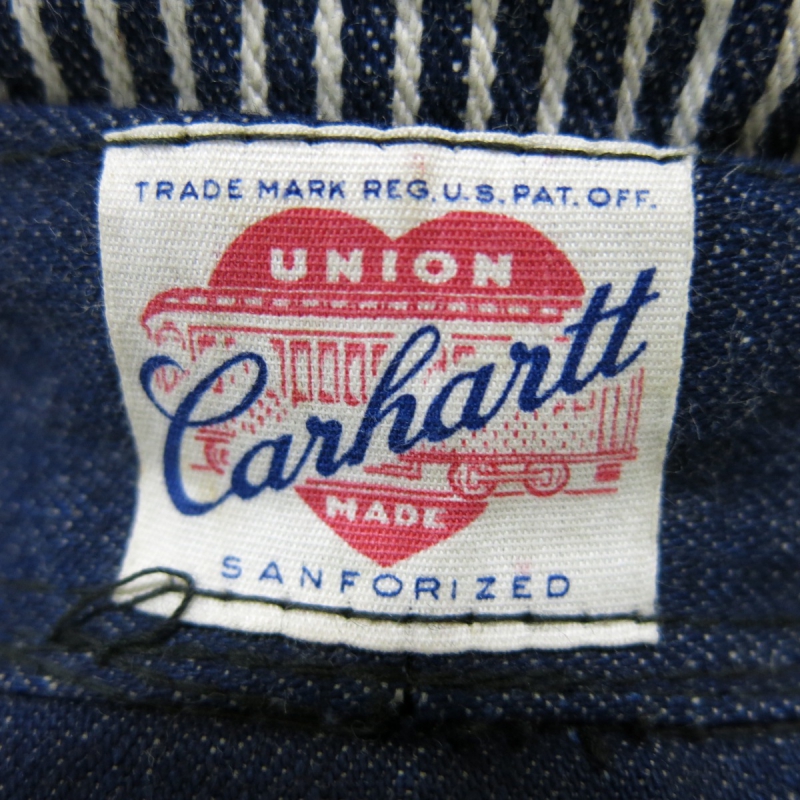 TRADE MARK REG. U.S. PAT. OFF.
UNION
Carhartt
MADE
SANFORIZED